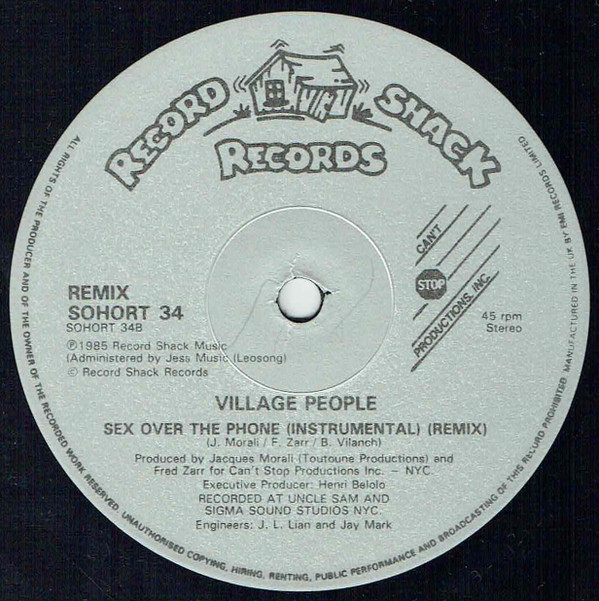 RECORD SHACK
RECORDS
CAN'T
STOP
PRODUCTIONS, INC.
REMIX
SOHORT 34
SOHORT 34B
℗1985 Record Shack Music
(Administered by Jess Music (Leosong)
© Record Shack Records
45 rpm
Stereo
VILLAGE PEOPLE
SEX OVER THE PHONE (INSTRUMENTAL) (REMIX)
(J. Morali / F. Zarr / B. Vilanch)
Produced by Jacques Morali (Toutoune Productions) and
Fred Zarr for Can't Stop Productions Inc. – NYC.
Executive Producer: Henri Belolo
RECORDED AT UNCLE SAM AND
SIGMA SOUND STUDIOS NYC.
Engineers: J. L. Lian and Jay Mark
ALL RIGHTS OF THE PRODUCER AND OF THE OWNER OF THE RECORDED WORK RESERVED. UNAUTHORISED COPYING, HIRING, RENTING, PUBLIC PERFORMANCE AND BROADCASTING OF THIS RECORD PROHIBITED. MANUFACTURED IN THE UK BY EMI RECORDS LIMITED